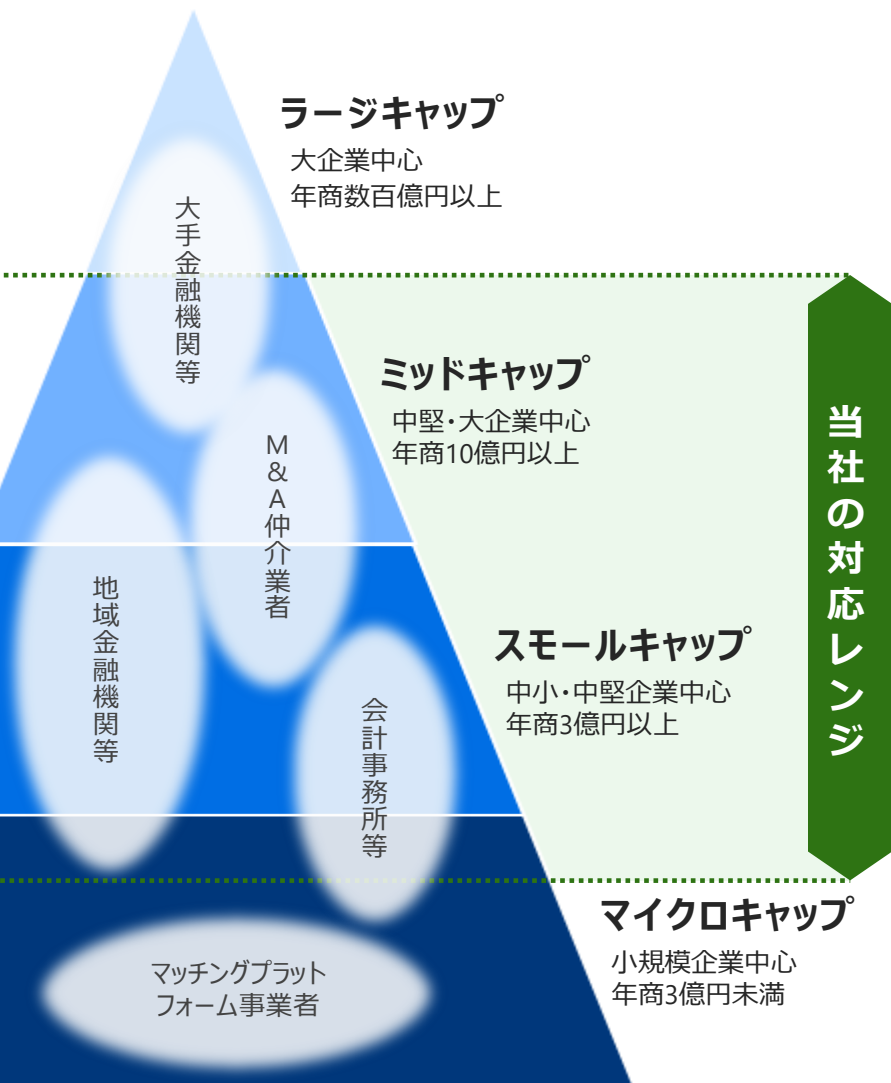 ラージキャップ
大企業中心
年商数百億円以上
大手金融機関等
ミッドキャップ
中堅・大企業中心
年商10億円以上
M&A仲介業者
地域金融機関等
スモールキャップ
中小・中堅企業中心
年商3億円以上
会計事務所等
当社の対応レンジ
マイクロキャップ
小規模企業中心
年商3億円未満
マッチングプラット
フォーム事業者